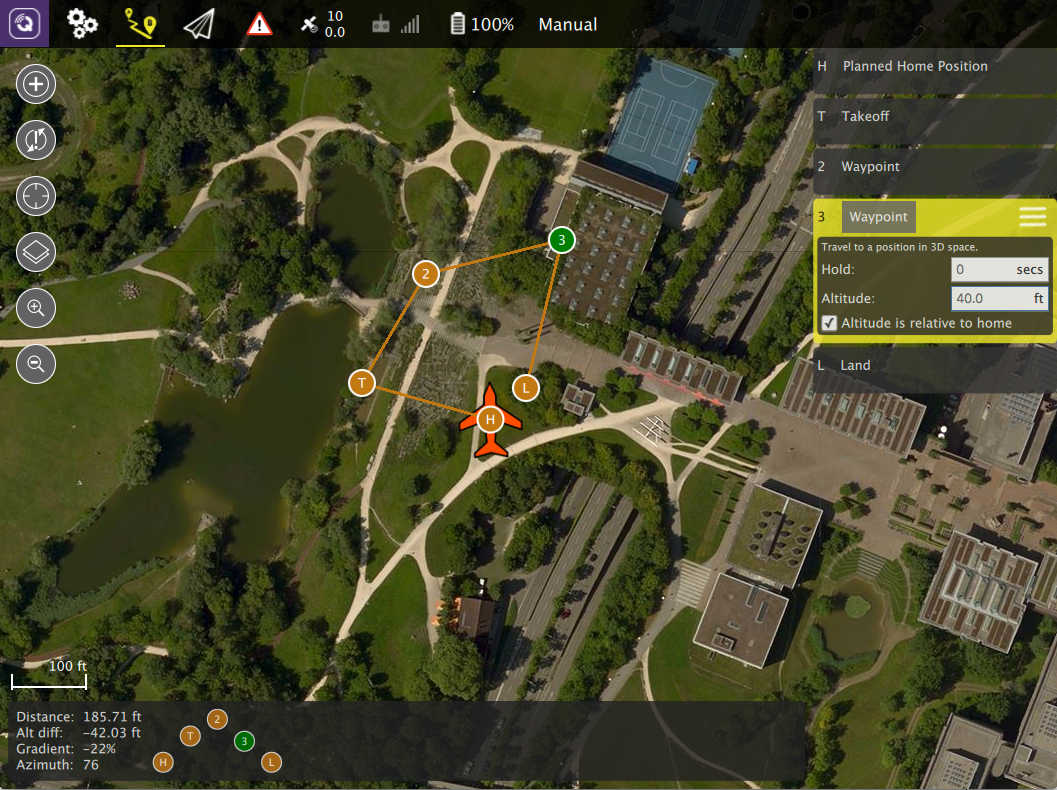 10
0.0
100%
Manual
H Planned Home Position
T Takeoff
2 Waypoint
3 Waypoint
Travel to a position in 3D space.
Hold: 0 secs
Altitude: 40.0 ft
Altitude is relative to home
L Land
3
2
T
L
H
100 ft
Distance: 185.71 ft
Alt diff: -42.03 ft
Gradient: -22%
Azimuth: 76
2
T
3
H
L